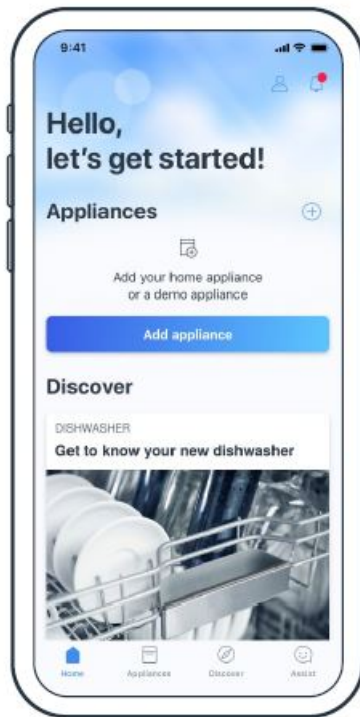 9:41
Hello,
let's get started!
Appliances
Add your home appliance
or a demo appliance
Add appliance
Discover
DISHWASHER
Get to know your new dishwasher
Home
Appliances
Discover
Assist